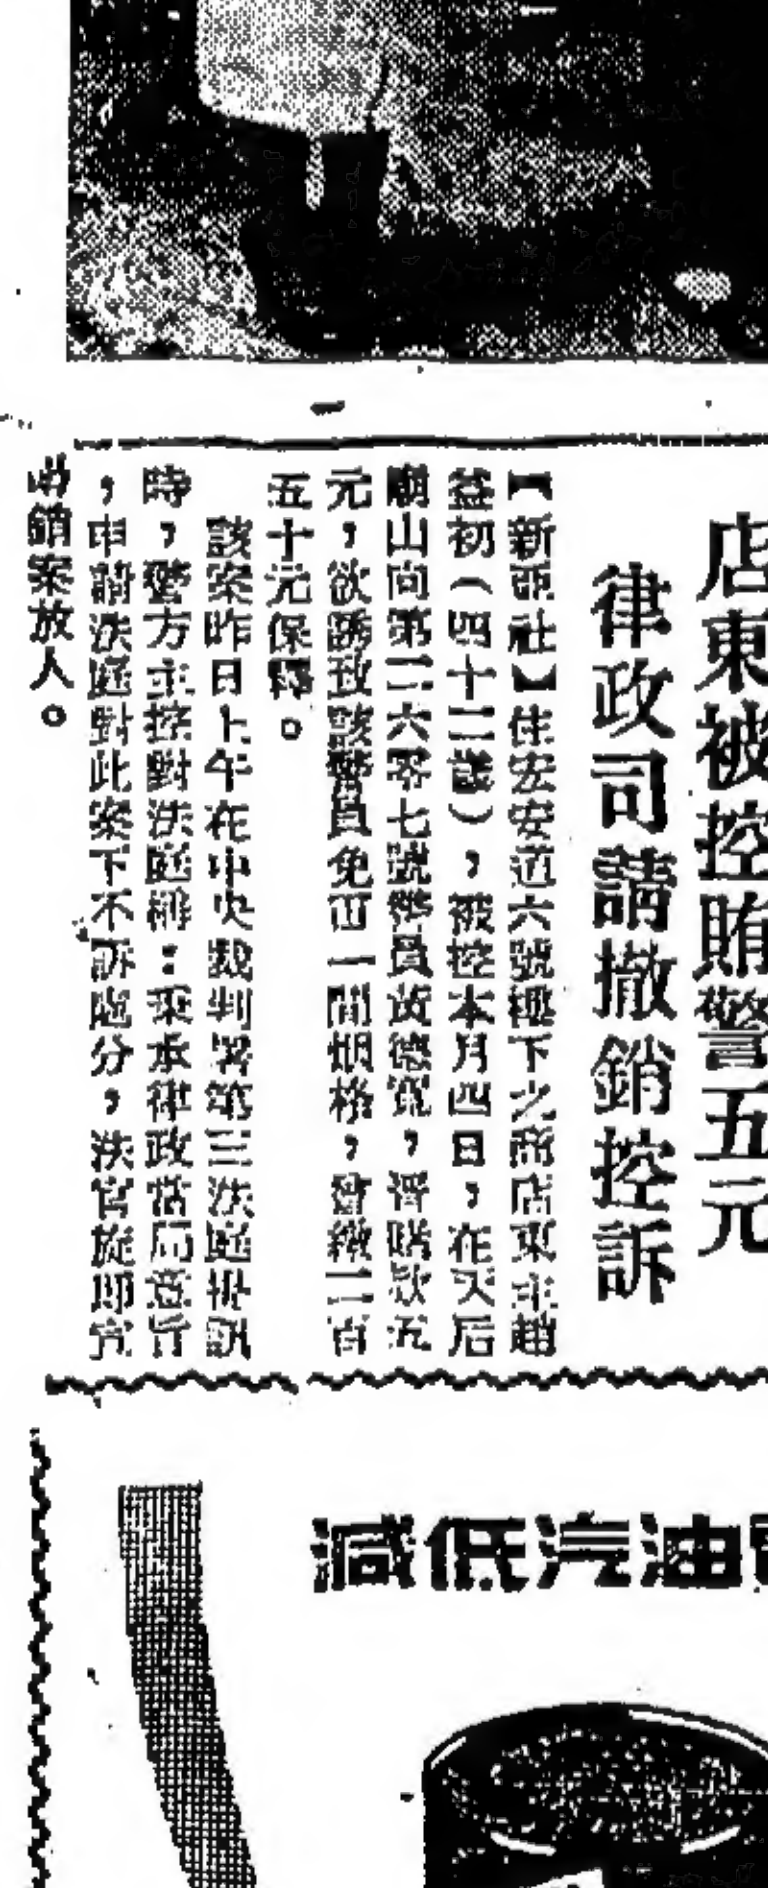 店東被控賄警五元
律政司請撤銷控訴
【新亞社】住宏安道六號樓下之商店東主趙
益初（四十二歲），被控本月四日，在天后
廟山向第二六零七號警員黃德寬，行賄款五
元，欲誘致該警員免干一間烟格，曾繳二百
五十元保釋。
該案昨日上午在中央裁判署第三法庭提訊
時，警方主控對法庭稱：秉承律政當局意旨
，申請法庭對此案下不訴處分，法官旋即宣
銷案放人。
減低汽油